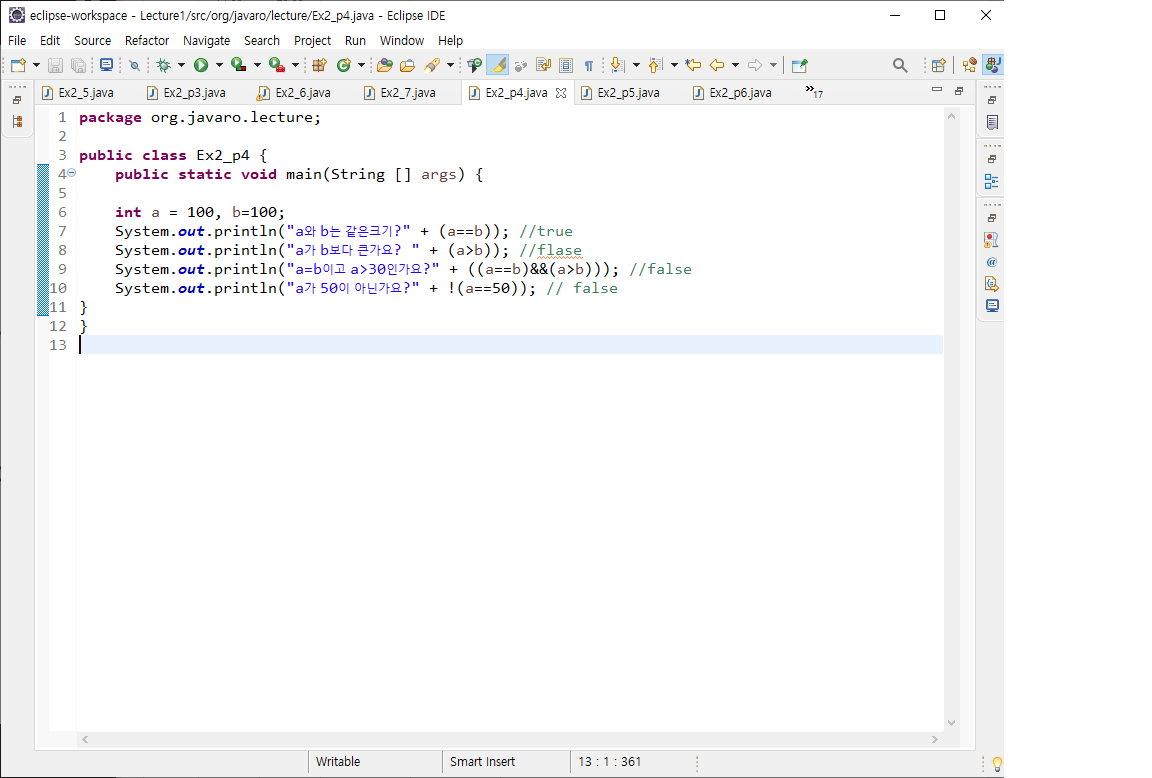 eclipse-workspace - Lecture1/src/org/javaro/lecture/Ex2_p4.java - Eclipse IDE
File Edit Source Refactor Navigate Search Project Run Window Help
Ex2_5.java Ex2_p3.java Ex2_6.java Ex2_7.java Ex2_p4.java Ex2_p5.java Ex2_p6.java »17
1 package org.javaro.lecture;
2
3 public class Ex2_p4 {
4 public static void main(String [] args) {
5
6 int a = 100, b=100;
7 System.out.println("a와 b는 같은크기?" + (a==b)); //true
8 System.out.println("a가 b보다 큰가요? " + (a>b)); //flase
9 System.out.println("a=b이고 a>30인가요?" + ((a==b)&&(a>b))); //false
10 System.out.println("a가 50이 아닌가요?" + !(a==50)); // false
11 }
12 }
13
Writable Smart Insert 13 : 1 : 361